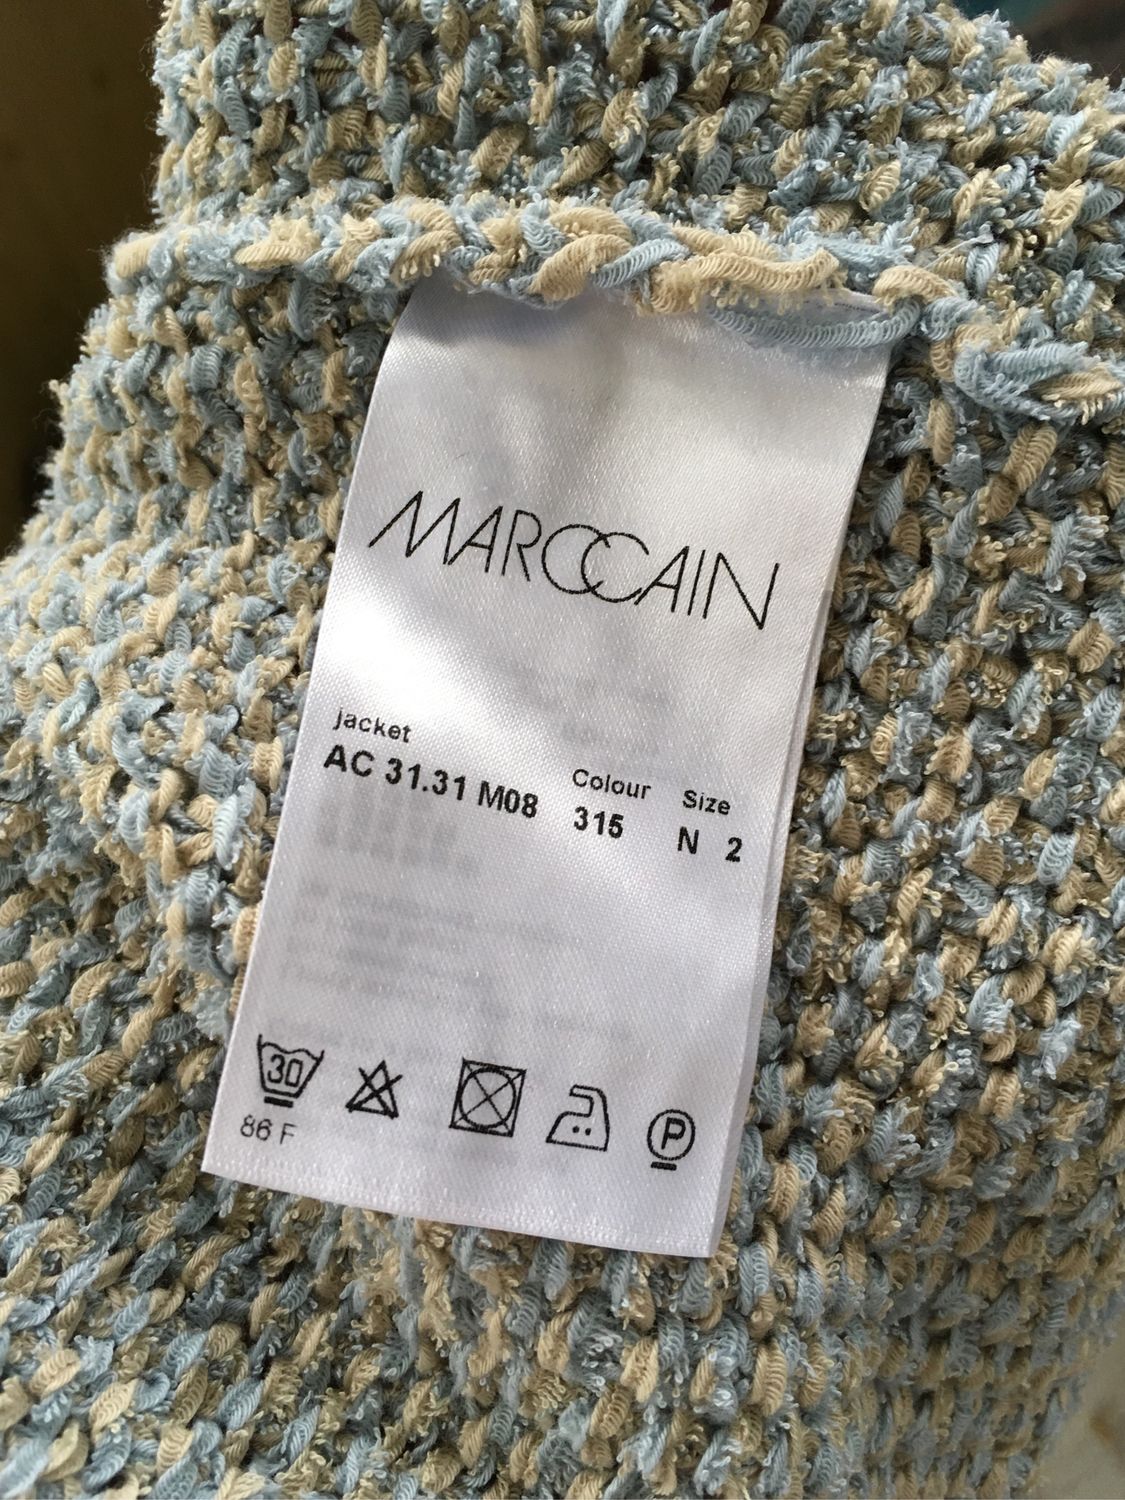 MARCCAIN
jacket
AC 31.31 M08
Colour
315
Size
N 2
30
P
86 F